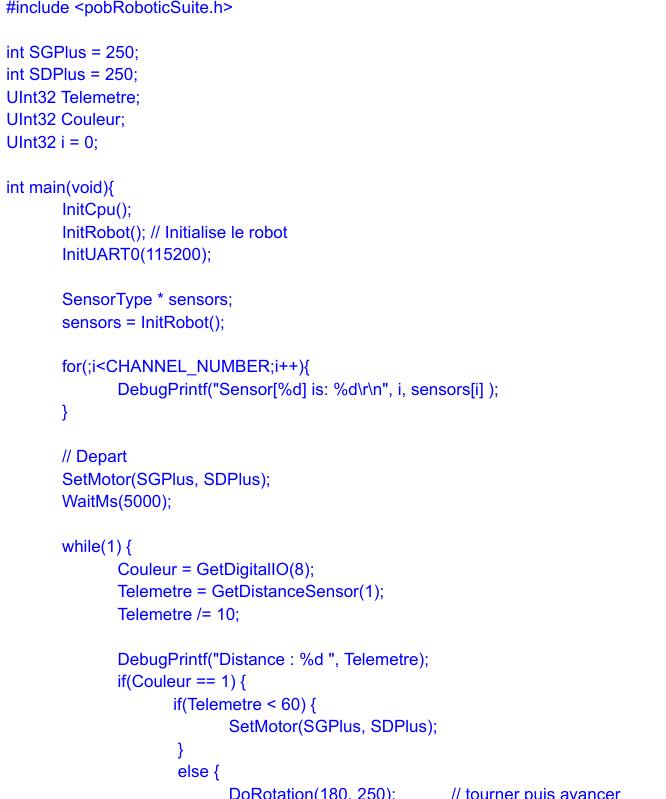 #include <pobRoboticSuite.h>
int SGPlus = 250;
int SDPlus = 250;
UInt32 Telemetre;
UInt32 Couleur;
UInt32 i = 0;
int main(void){
InitCpu();
InitRobot(); // Initialise le robot
InitUART0(115200);
SensorType * sensors;
sensors = InitRobot();
for(;i<CHANNEL_NUMBER;i++){
DebugPrintf("Sensor[%d] is: %d\r\n", i, sensors[i] );
}
// Depart
SetMotor(SGPlus, SDPlus);
WaitMs(5000);
while(1) {
Couleur = GetDigitalIO(8);
Telemetre = GetDistanceSensor(1);
Telemetre /= 10;
DebugPrintf("Distance : %d ", Telemetre);
if(Couleur == 1) {
if(Telemetre < 60) {
SetMotor(SGPlus, SDPlus);
}
else {
DoRotation(180, 250); // tourner puis avancer